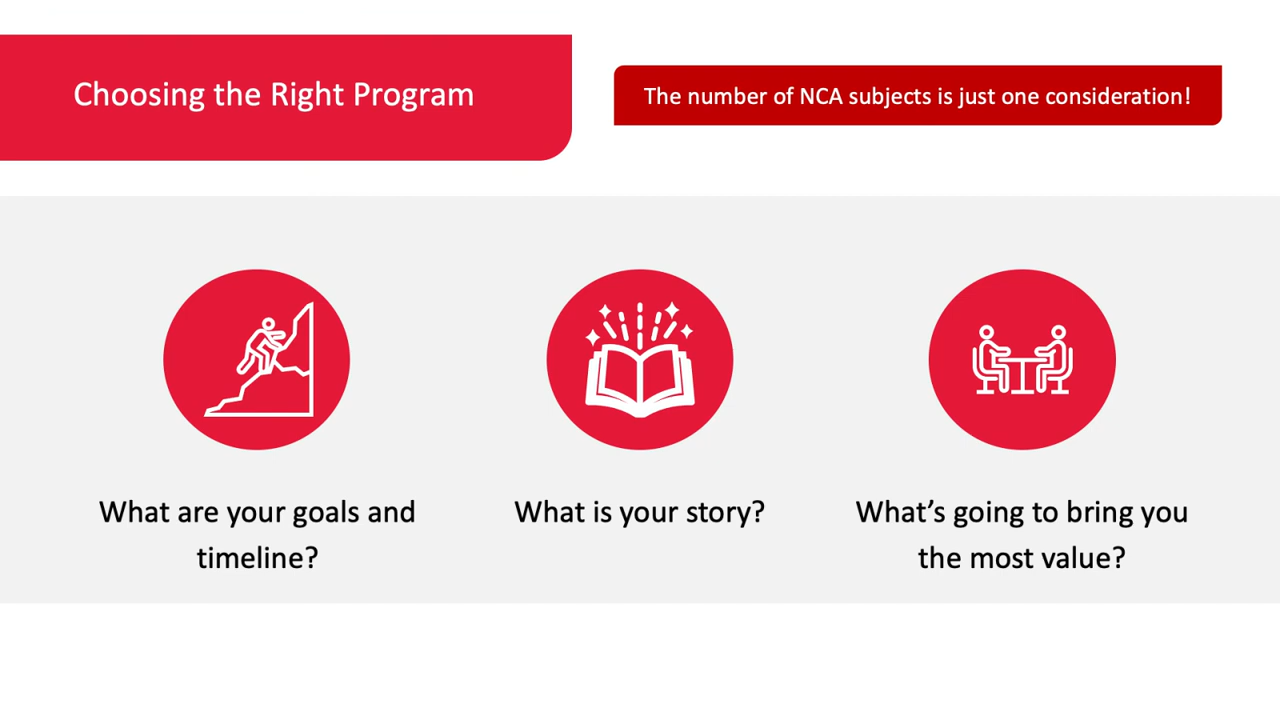 Choosing the Right Program
The number of NCA subjects is just one consideration!
What are your goals and
timeline?
What is your story?
What’s going to bring you
the most value?